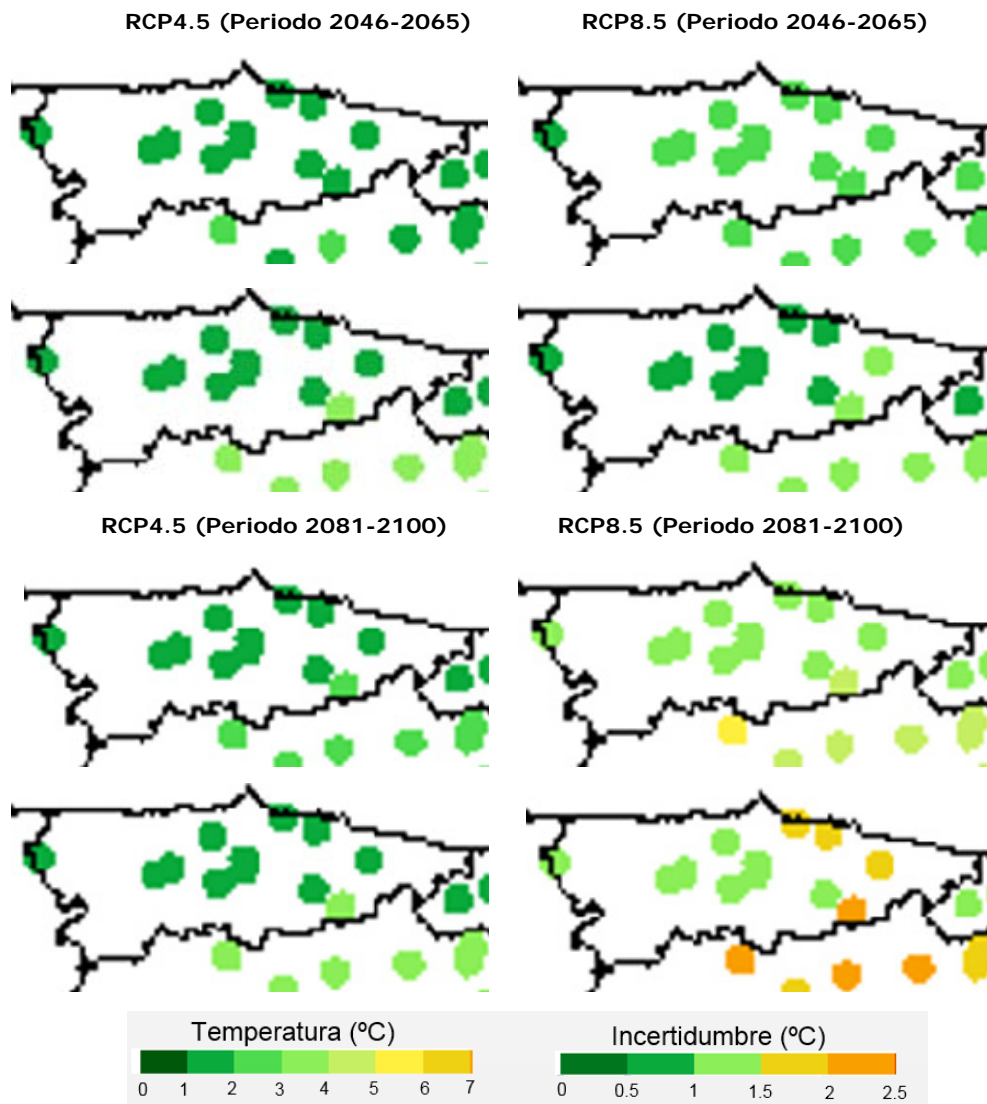 RCP4.5 (Periodo 2046-2065)
RCP8.5 (Periodo 2046-2065)
RCP4.5 (Periodo 2081-2100)
RCP8.5 (Periodo 2081-2100)
Temperatura (ºC)
0 1 2 3 4 5 6 7
Incertidumbre (ºC)
0 0.5 1 1.5 2 2.5